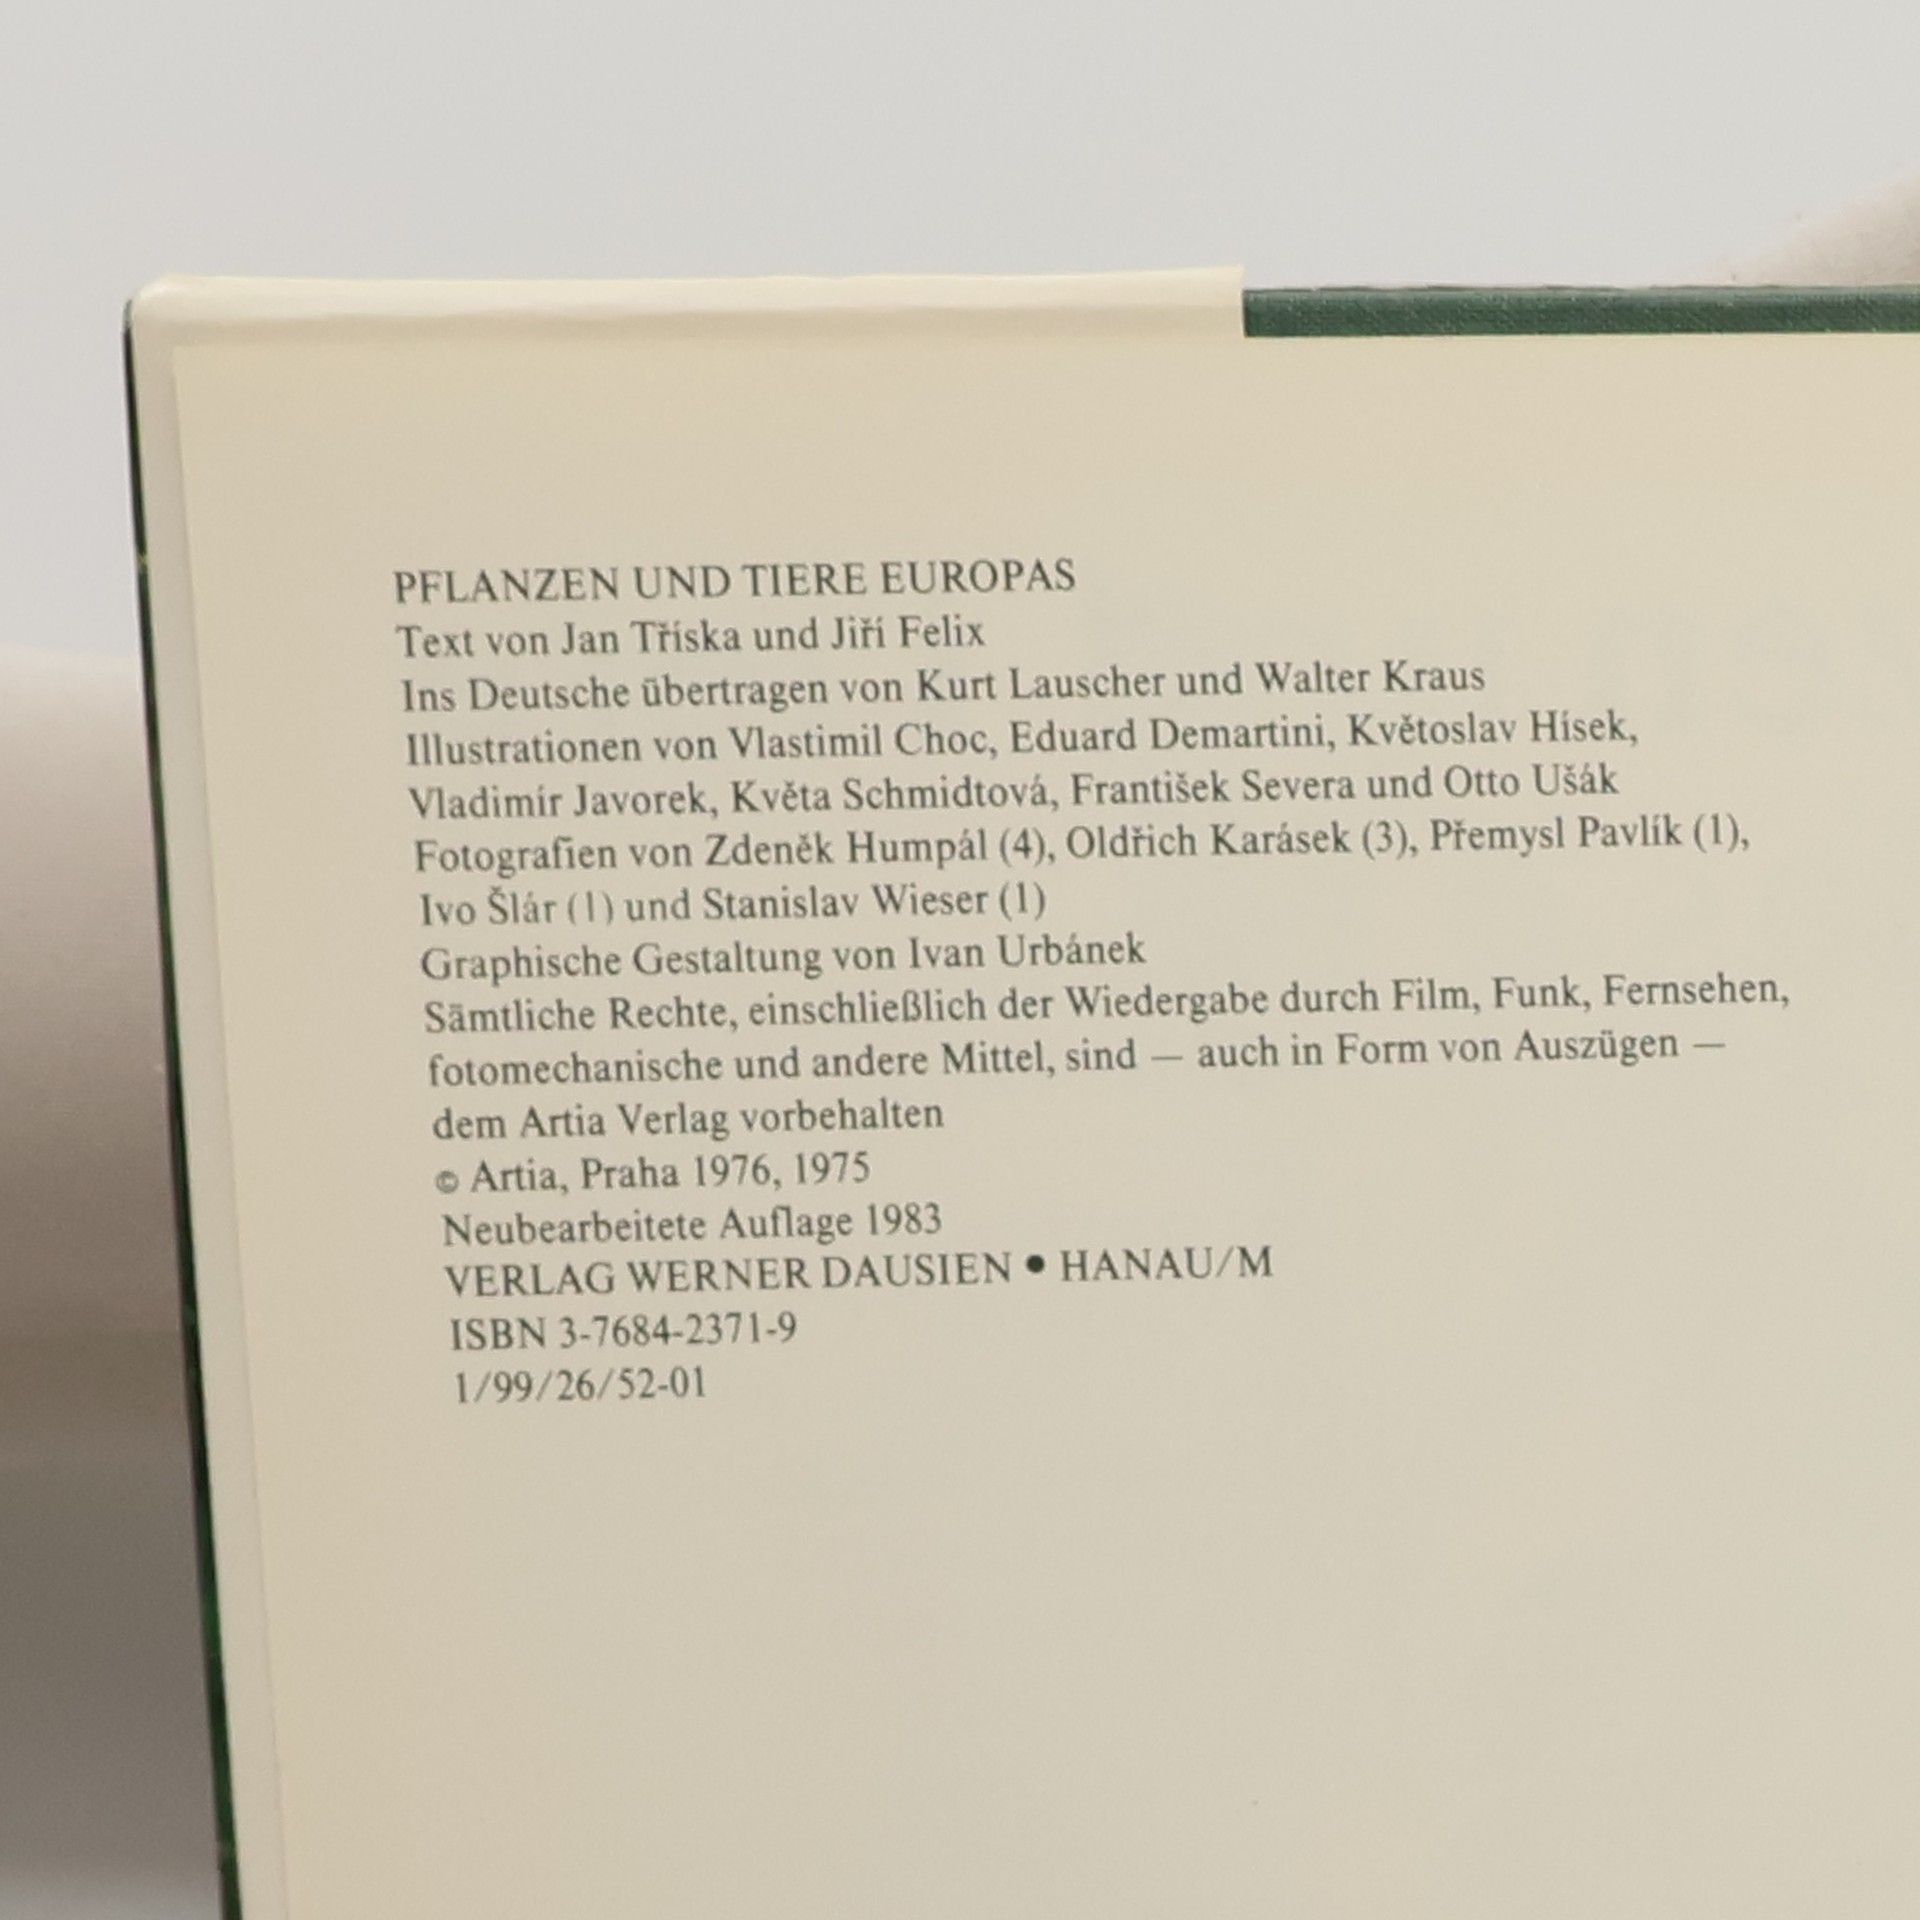 PFLANZEN UND TIERE EUROPAS
Text von Jan Tříska und Jiří Felix
Ins Deutsche übertragen von Kurt Lauscher und Walter Kraus
Illustrationen von Vlastimil Choc, Eduard Demartini, Květoslav Hísek,
Vladimír Javorek, Květa Schmidtová, František Severa und Otto Ušák
Fotografien von Zdeněk Humpál (4), Oldřich Karásek (3), Přemysl Pavlík (1),
Ivo Šlár (1) und Stanislav Wieser (1)
Graphische Gestaltung von Ivan Urbánek
Sämtliche Rechte, einschließlich der Wiedergabe durch Film, Funk, Fernsehen,
fotomechanische und andere Mittel, sind — auch in Form von Auszügen —
dem Artia Verlag vorbehalten
© Artia, Praha 1976, 1975
Neubearbeitete Auflage 1983
VERLAG WERNER DAUSIEN • HANAU/M
ISBN 3-7684-2371-9
1/99/26/52-01